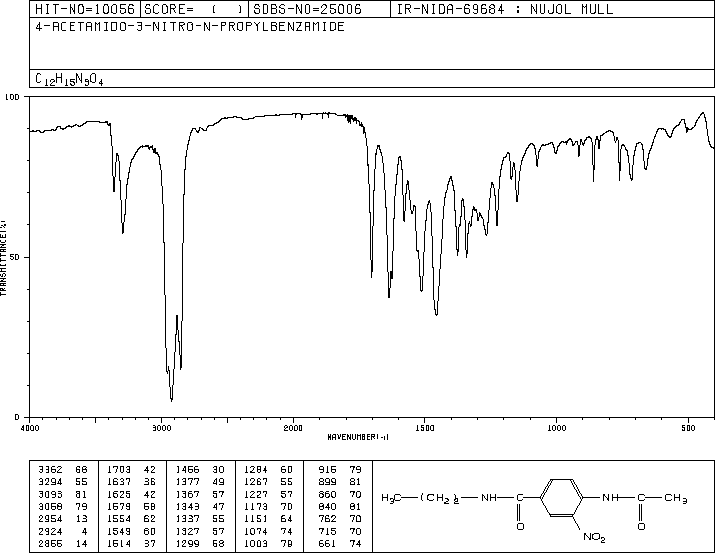 HIT-NO=10056 SCORE= ( ) SDBS-NO=25006 IR-NIDA-69684 : NUJOL MULL
4-ACETAMIDO-3-NITRO-N-PROPYLBENZAMIDE
C12H15N3O4
100
50
0
TRANSMITTANCE(%)
4000 3000 2000 1500 1000 500
WAVENUMBER(-1)
3362 66 1703 42 1456 30 1284 60 916 79
3294 55 1637 36 1377 49 1267 55 899 81
3093 81 1625 42 1367 57 1227 57 860 70
3068 79 1579 58 1343 47 1173 70 840 81
2954 13 1554 62 1337 55 1151 64 762 70
2924 4 1549 60 1327 57 1074 74 715 70
2855 14 1514 37 1299 58 1003 79 661 74
H3C (CH2)2 NH C NH C CH3
O NO2 O